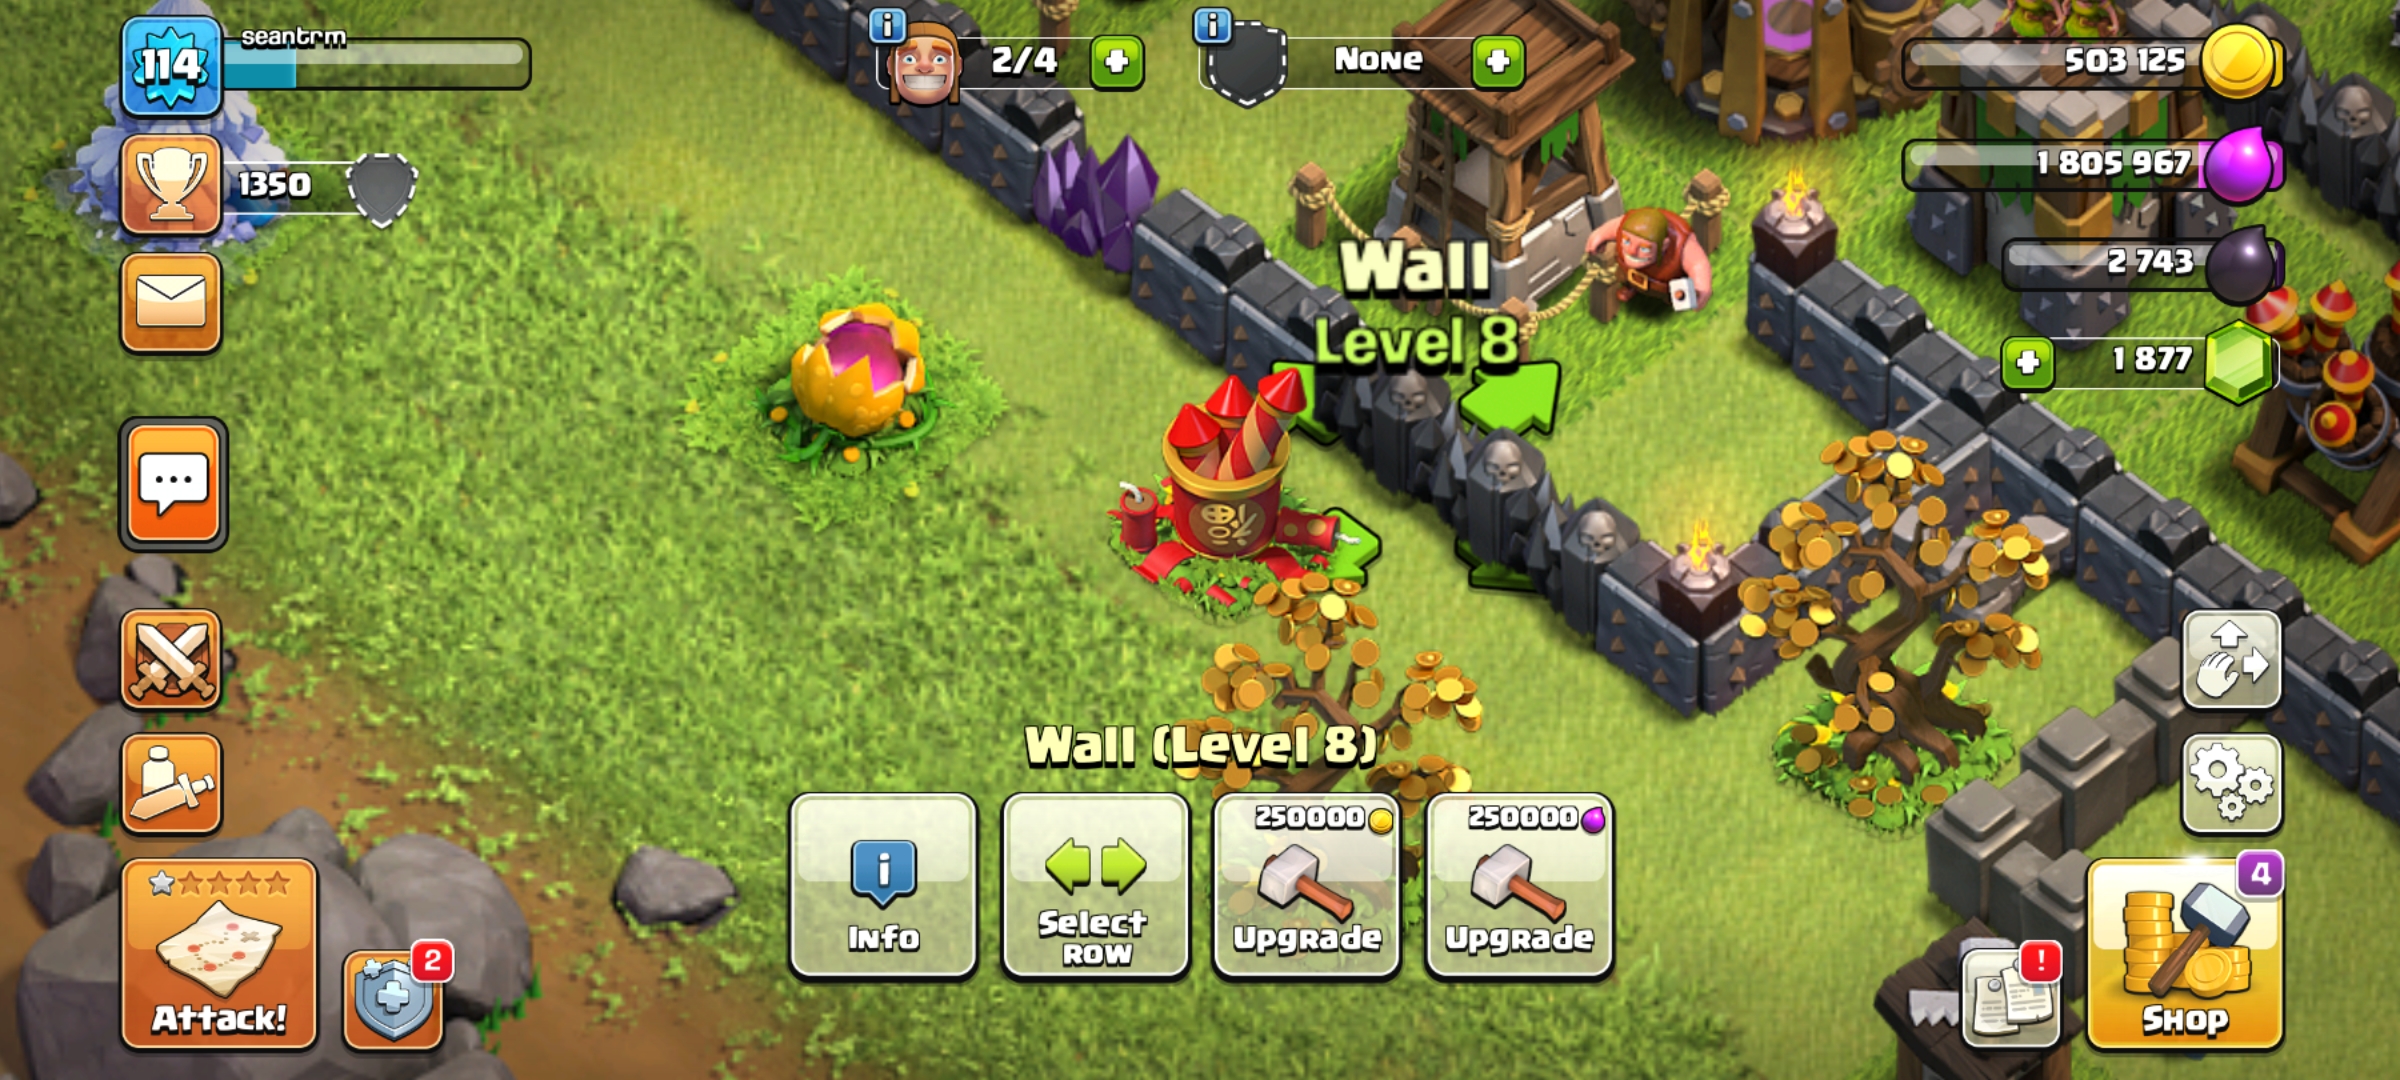 114
seantrm
2/4
None
503 125
1350
1 805 967
2 743
1 877
Wall
Level 8
Wall (Level 8)
Info
Select
Row
250000
Upgrade
250000
Upgrade
Attack!
2
4
!
Shop